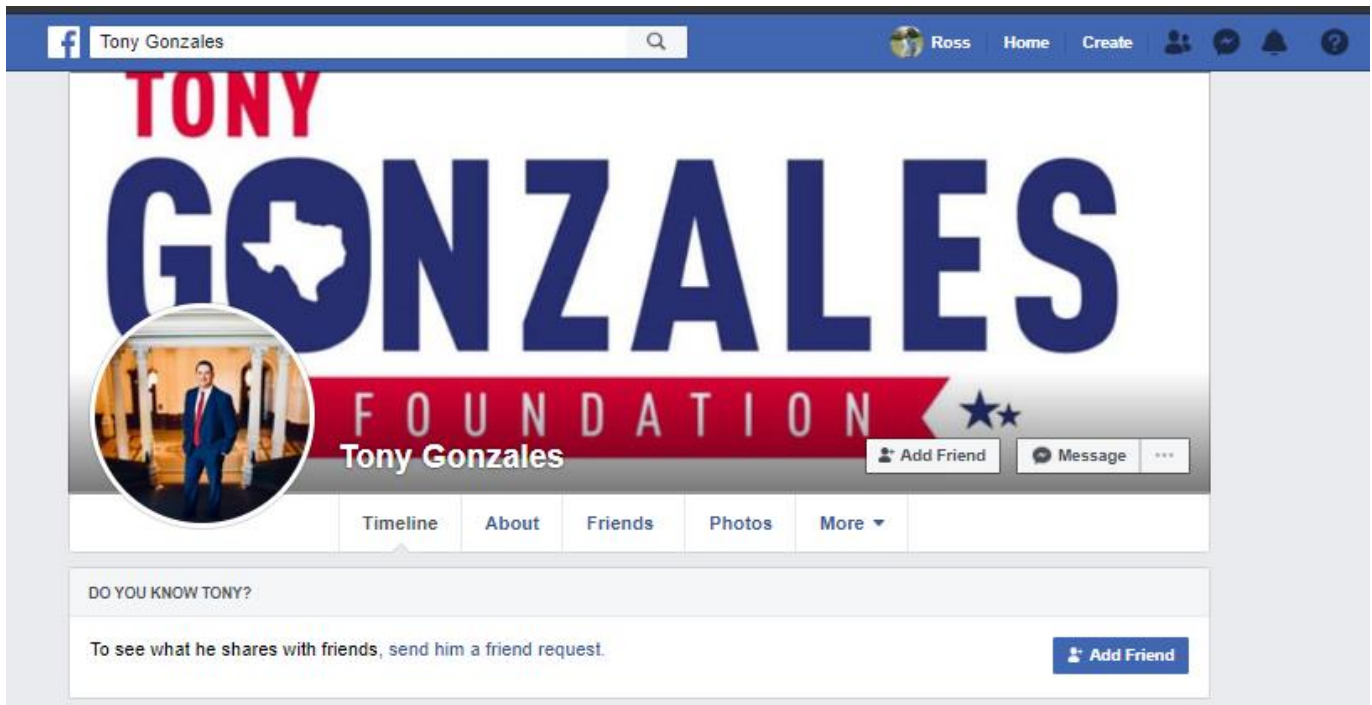 Tony Gonzales
Ross Home Create
TONY
GONZALES
FOUNDATION
Tony Gonzales
Add Friend Message
Timeline About Friends Photos More
DO YOU KNOW TONY?
To see what he shares with friends, send him a friend request.
Add Friend